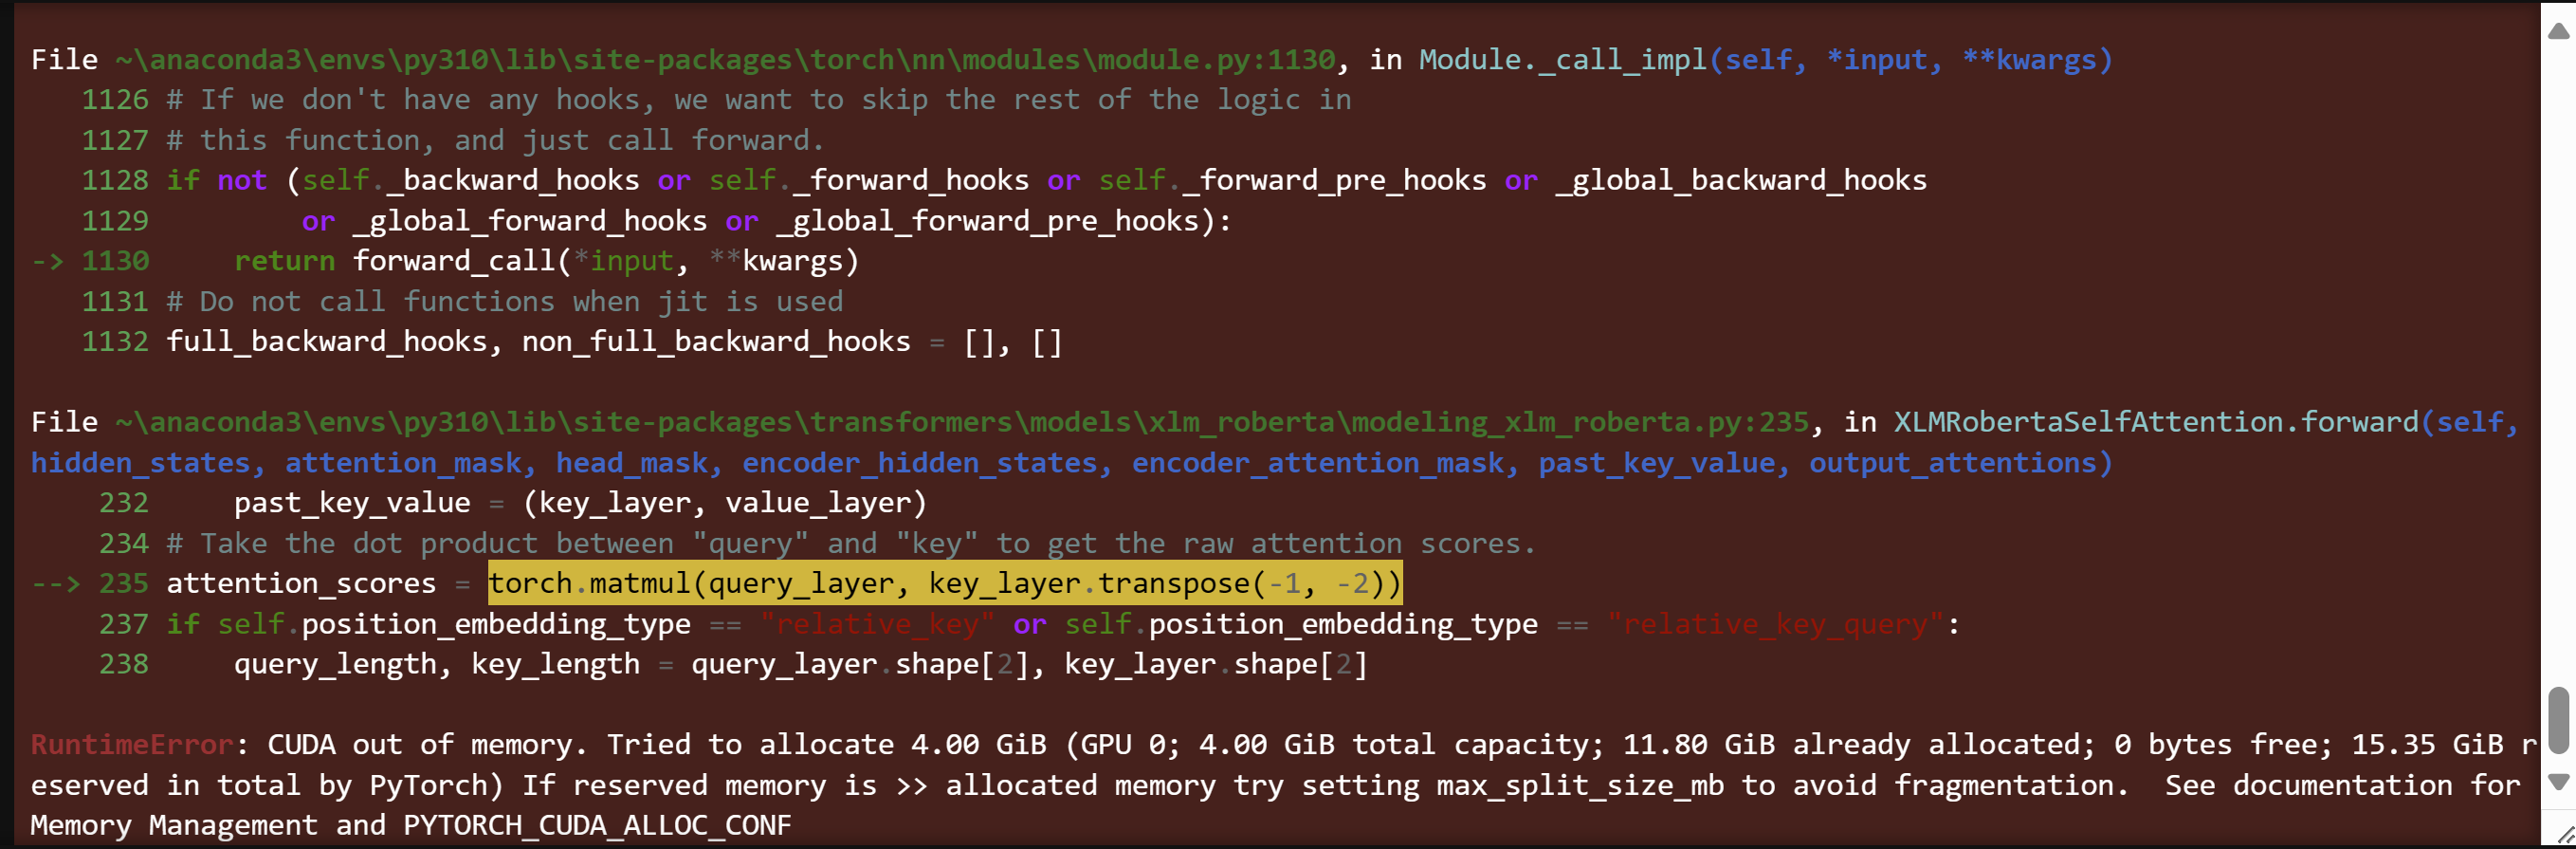 File ~\anaconda3\envs\py310\lib\site-packages\torch\nn\modules\module.py:1130, in Module._call_impl(self, *input, **kwargs)
   1126 # If we don't have any hooks, we want to skip the rest of the logic in
   1127 # this function, and just call forward.
   1128 if not (self._backward_hooks or self._forward_hooks or self._forward_pre_hooks or _global_backward_hooks
   1129         or _global_forward_hooks or _global_forward_pre_hooks):
-> 1130     return forward_call(*input, **kwargs)
   1131 # Do not call functions when jit is used
   1132 full_backward_hooks, non_full_backward_hooks = [], []
File ~\anaconda3\envs\py310\lib\site-packages\transformers\models\xlm_roberta\modeling_xlm_roberta.py:235, in XLMRobertaSelfAttention.forward(self,
hidden_states, attention_mask, head_mask, encoder_hidden_states, encoder_attention_mask, past_key_value, output_attentions)
    232     past_key_value = (key_layer, value_layer)
    234 # Take the dot product between "query" and "key" to get the raw attention scores.
--> 235 attention_scores = torch.matmul(query_layer, key_layer.transpose(-1, -2))
    237 if self.position_embedding_type == "relative_key" or self.position_embedding_type == "relative_key_query":
    238     query_length, key_length = query_layer.shape[2], key_layer.shape[2]
RuntimeError: CUDA out of memory. Tried to allocate 4.00 GiB (GPU 0; 4.00 GiB total capacity; 11.80 GiB already allocated; 0 bytes free; 15.35 GiB r
eserved in total by PyTorch) If reserved memory is >> allocated memory try setting max_split_size_mb to avoid fragmentation.  See documentation for
Memory Management and PYTORCH_CUDA_ALLOC_CONF